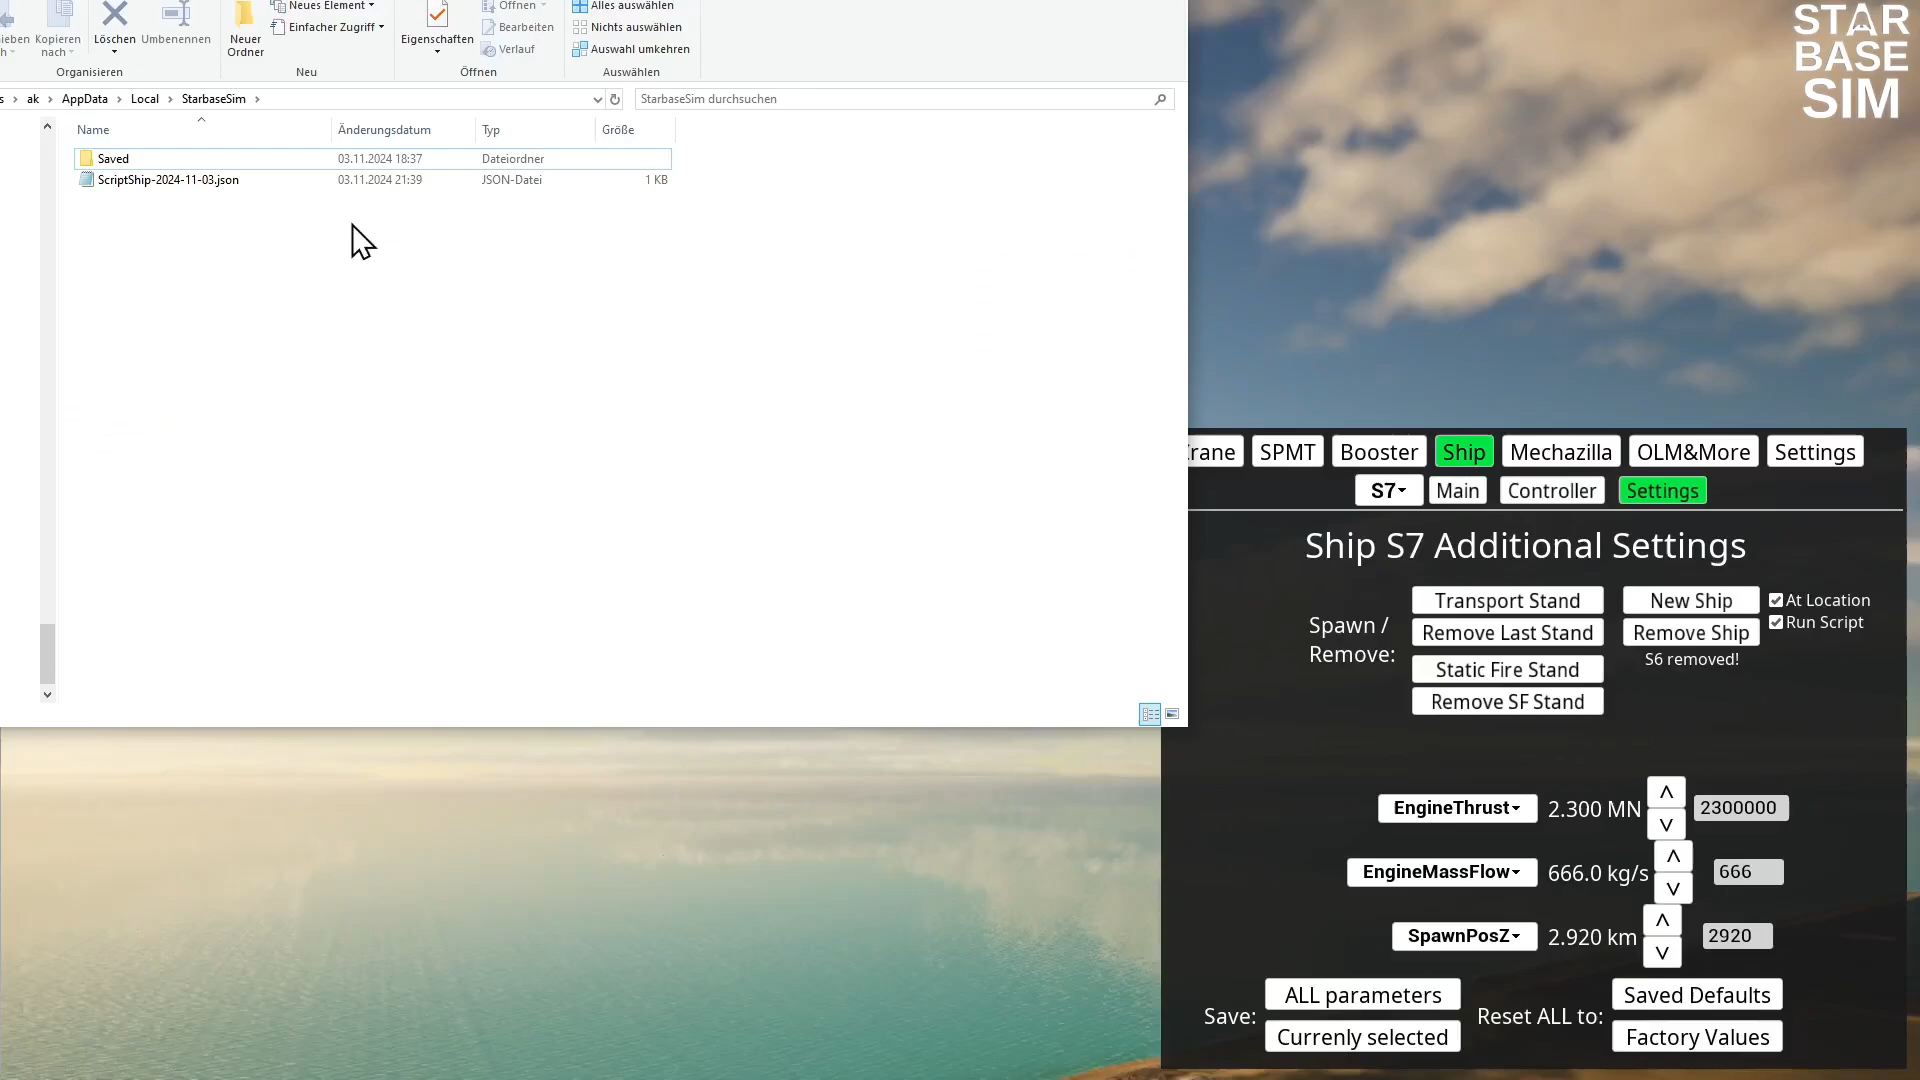 ieben
Kopieren
Löschen
Umbenennen
Neuer
Ordner
Neues Element
Einfacher Zugriff
Eigenschaften
Öffnen
Bearbeiten
Verlauf
Alles auswählen
Nichts auswählen
Auswahl umkehren
h
nach
Organisieren
Neu
Öffnen
Auswählen
s > ak > AppData > Local > StarbaseSim >
StarbaseSim durchsuchen
Name Änderungsdatum Typ Größe
Saved 03.11.2024 18:37 Dateiordner
ScriptShip-2024-11-03.json 03.11.2024 21:39 JSON-Datei 1 KB
STAR
BASE
SIM
Crane SPMT Booster Ship Mechazilla OLM&More Settings
S7 Main Controller Settings
Ship S7 Additional Settings
Spawn /
Remove:
Transport Stand
Remove Last Stand
Static Fire Stand
Remove SF Stand
New Ship
Remove Ship
S6 removed!
At Location
Run Script
EngineThrust 2.300 MN ʌ v 2300000
EngineMassFlow 666.0 kg/s ʌ v 666
SpawnPosZ 2.920 km ʌ v 2920
Save:
ALL parameters
Currenly selected
Reset ALL to:
Saved Defaults
Factory Values